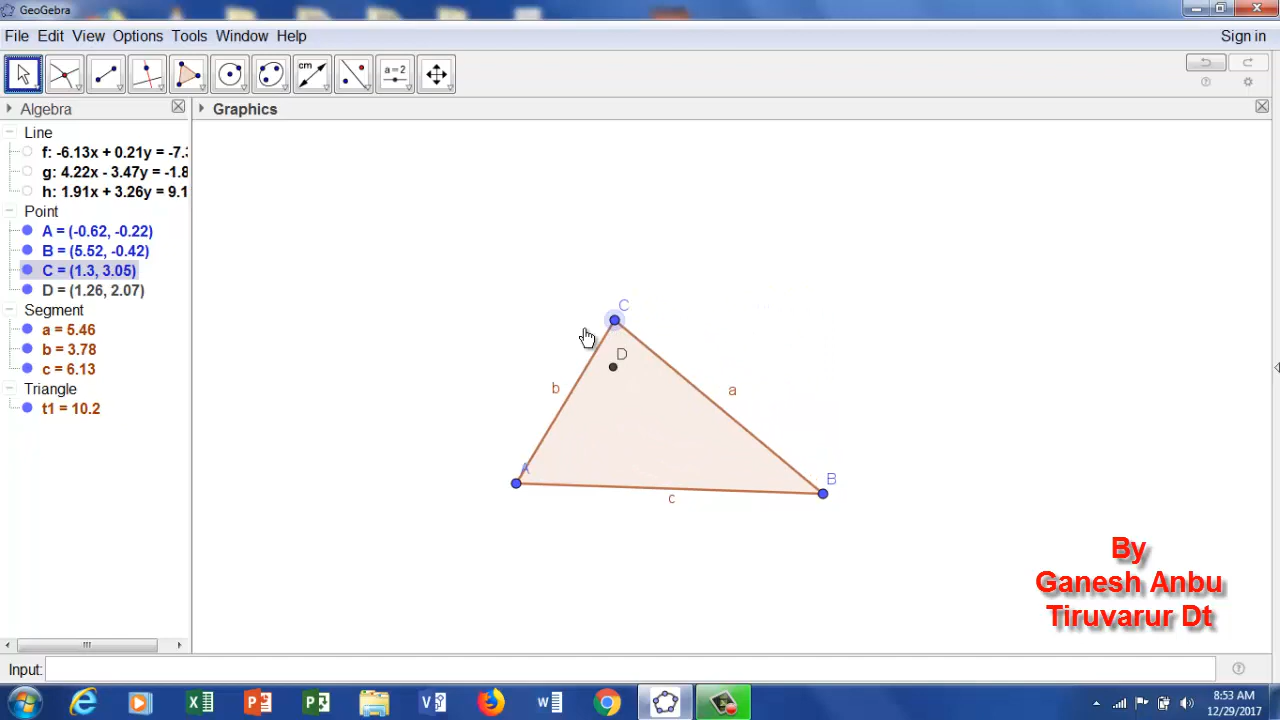 GeoGebra
File Edit View Options Tools Window Help Sign in
cm
a=2
Algebra
Graphics
Line
f: -6.13x + 0.21y = -7.
g: 4.22x - 3.47y = -1.8
h: 1.91x + 3.26y = 9.1
Point
A = (-0.62, -0.22)
B = (5.52, -0.42)
C = (1.3, 3.05)
D = (1.26, 2.07)
Segment
a = 5.46
b = 3.78
c = 6.13
Triangle
t1 = 10.2
C
D
b
a
A
B
c
By
Ganesh Anbu
Tiruvarur Dt
Input:
8:53 AM
12/29/2017